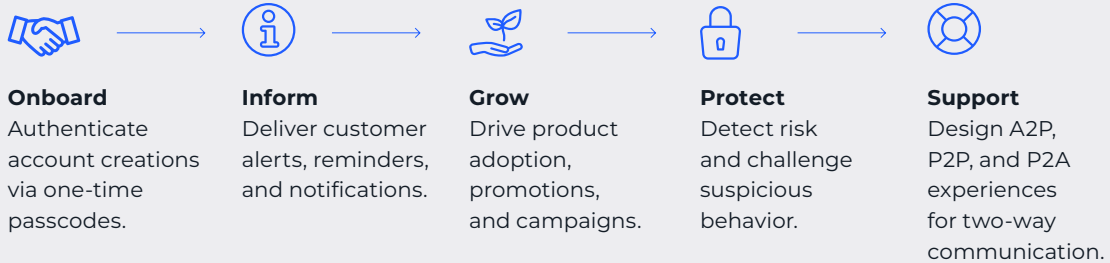 Onboard
Authenticate
account creations
via one-time
passcodes.
Inform
Deliver customer
alerts, reminders,
and notifications.
Grow
Drive product
adoption,
promotions,
and campaigns.
Protect
Detect risk
and challenge
suspicious
behavior.
Support
Design A2P,
P2P, and P2A
experiences
for two-way
communication.